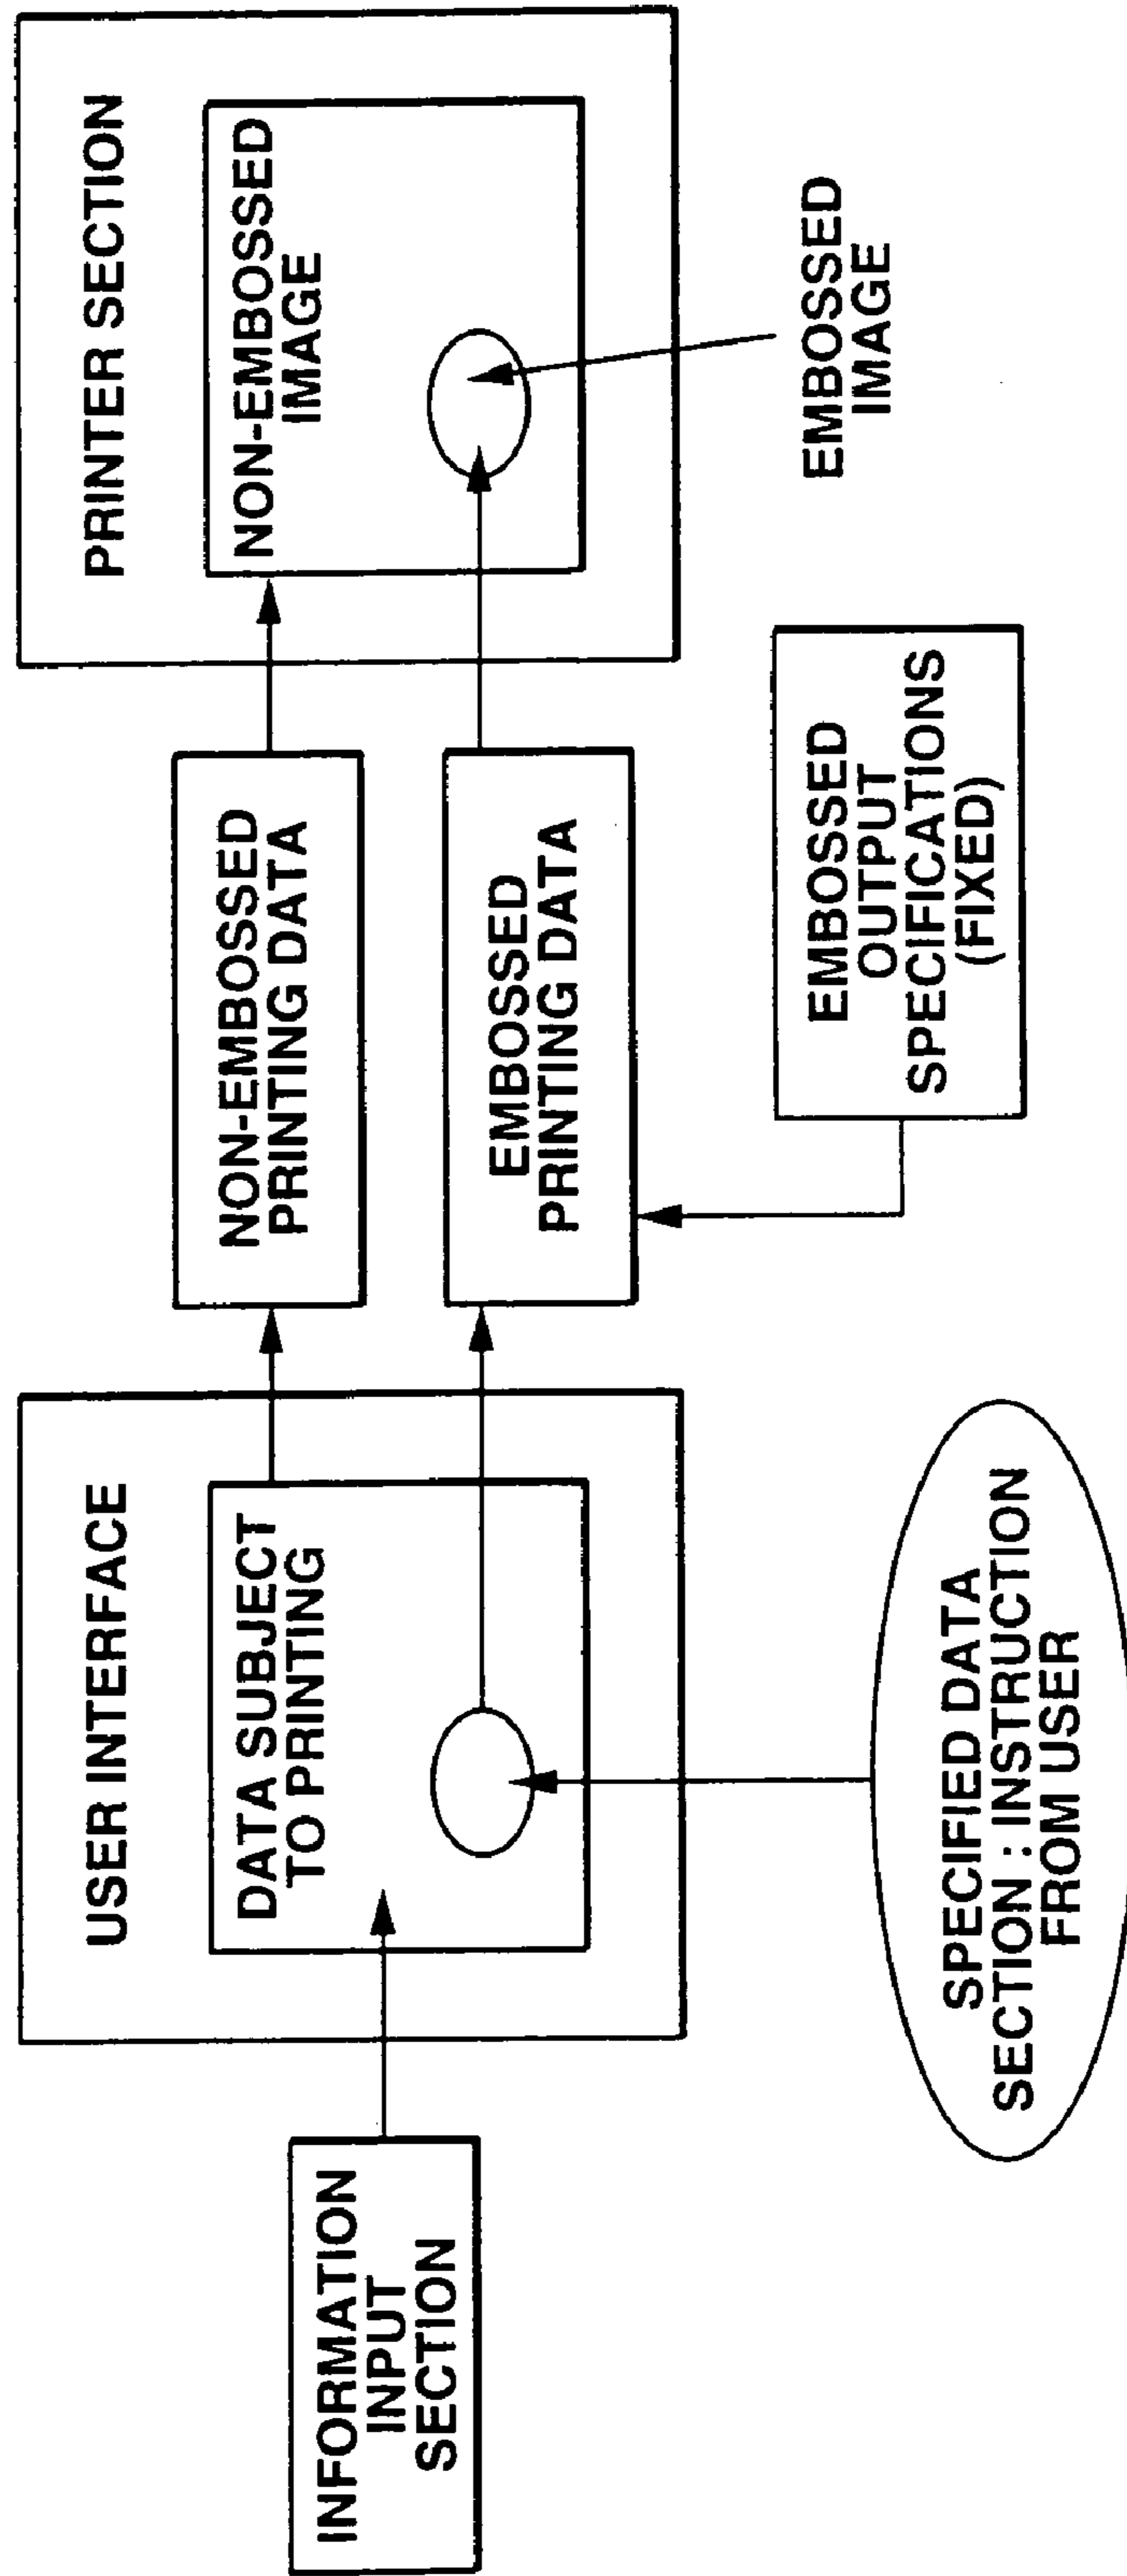 INFORMATION
INPUT
SECTION
USER INTERFACE
DATA SUBJECT
TO PRINTING
SPECIFIED DATA
SECTION : INSTRUCTION
FROM USER
NON-EMBOSSED
PRINTING DATA
EMBOSSED
PRINTING DATA
EMBOSSED
OUTPUT
SPECIFICATIONS
(FIXED)
PRINTER SECTION
NON-EMBOSSED
IMAGE
EMBOSSED
IMAGE